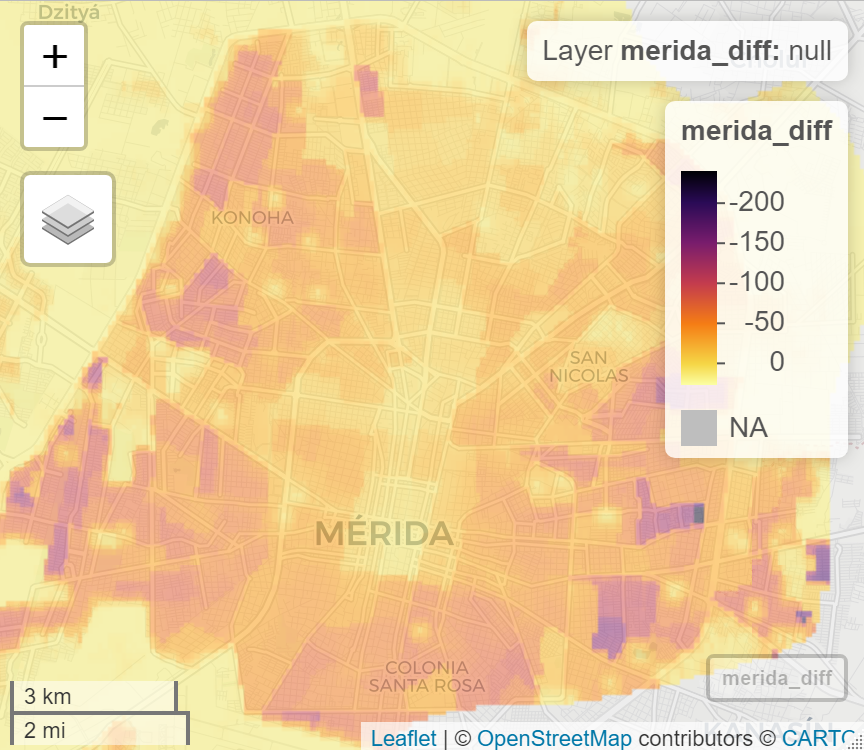 Dzityá
+
−
Layer merida_diff: null
merida_diff
-200
-150
-100
-50
0
NA
KONOHA
SAN
NICOLAS
MÉRIDA
COLONIA
SANTA ROSA
merida_diff
3 km
2 mi
Leaflet | © OpenStreetMap contributors © CARTO